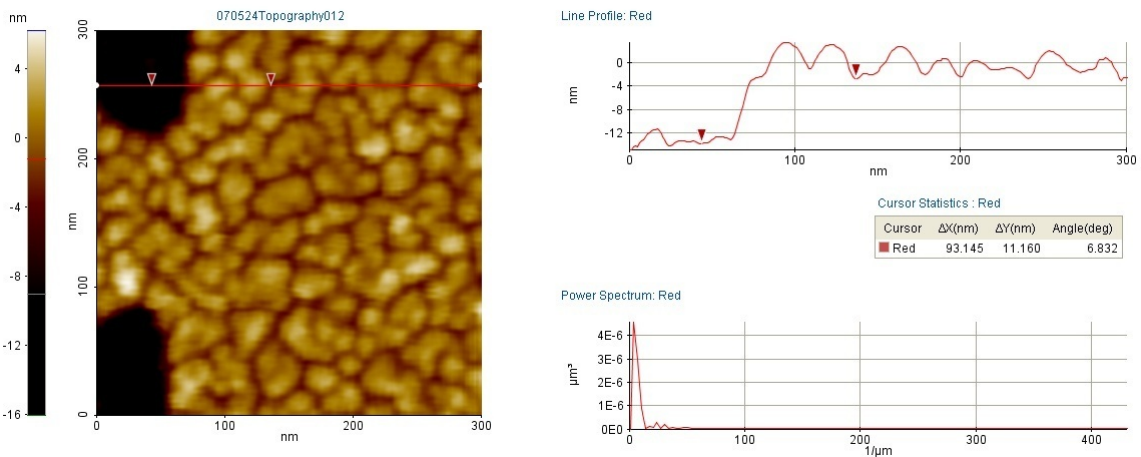 070524Topography012
nm
4
0
-4
-8
-12
-16
300
200
nm
100
0
0
100
200
300
nm
Line Profile: Red
nm
0
-4
-8
-12
0
100
200
300
nm
Cursor Statistics : Red
Cursor ΔX(nm) ΔY(nm) Angle(deg)
Red 93.145 11.160 6.832
Power Spectrum: Red
µm³
4E-6
3E-6
2E-6
1E-6
0E0
0
100
200
300
400
1/µm